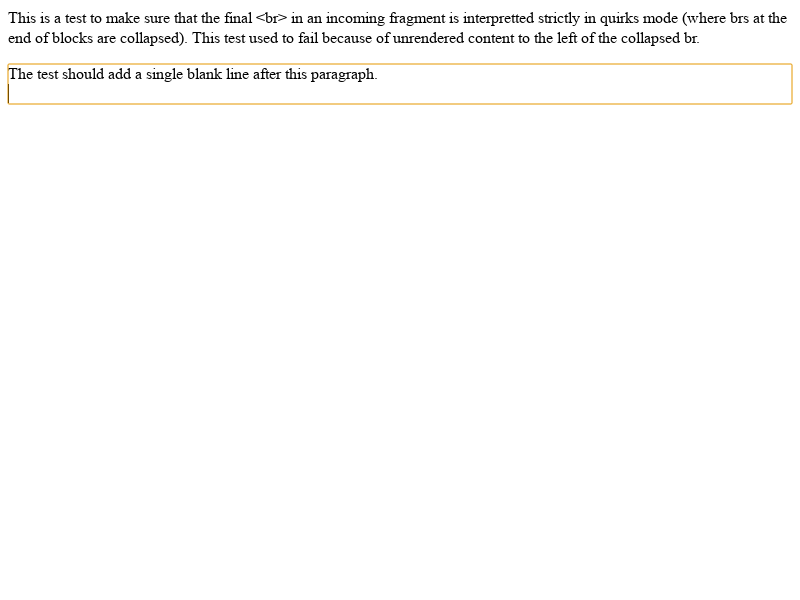 This is a test to make sure that the final <br> in an incoming fragment is interpretted strictly in quirks mode (where brs at the
end of blocks are collapsed). This test used to fail because of unrendered content to the left of the collapsed br.
The test should add a single blank line after this paragraph.